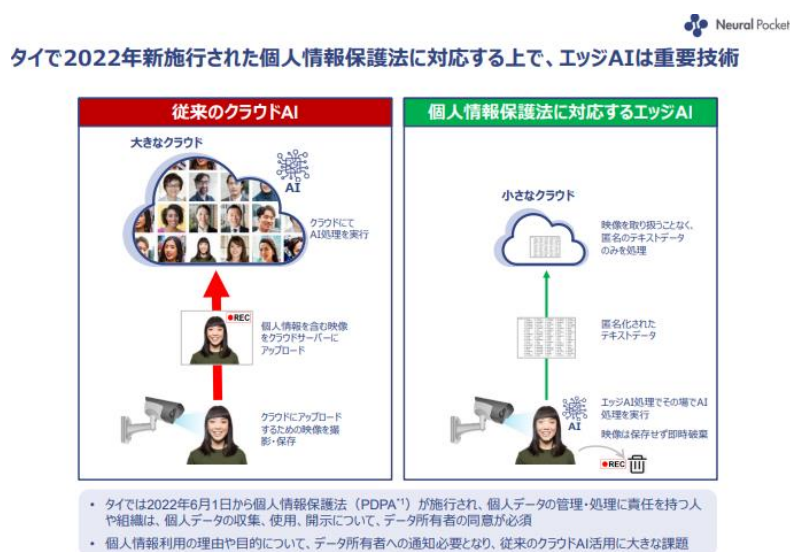 Neural Pocket
タイで2022年新施行された個人情報保護法に対応する上で、エッジAIは重要技術
従来のクラウドAI
大きなクラウド
AI
クラウドにて
AI処理を実行
REC
個人情報を含む映像
をクラウドサーバーに
アップロード
クラウドにアップロード
するための映像を撮
影・保存
個人情報保護法に対応するエッジAI
小さなクラウド
映像を取り扱うことなく、
匿名のテキストデータ
のみを処理
匿名化された
テキストデータ
AI
エッジAI処理でその場でAI
処理を実行
映像は保存せず即時破棄
REC
• タイでは2022年6月1日から個人情報保護法（PDPA*1）が施行され、個人データの管理・処理に責任を持つ人
や組織は、個人データの収集、使用、開示について、データ所有者の同意が必須
• 個人情報利用の理由や目的について、データ所有者への通知必要となり、従来のクラウドAI活用に大きな課題